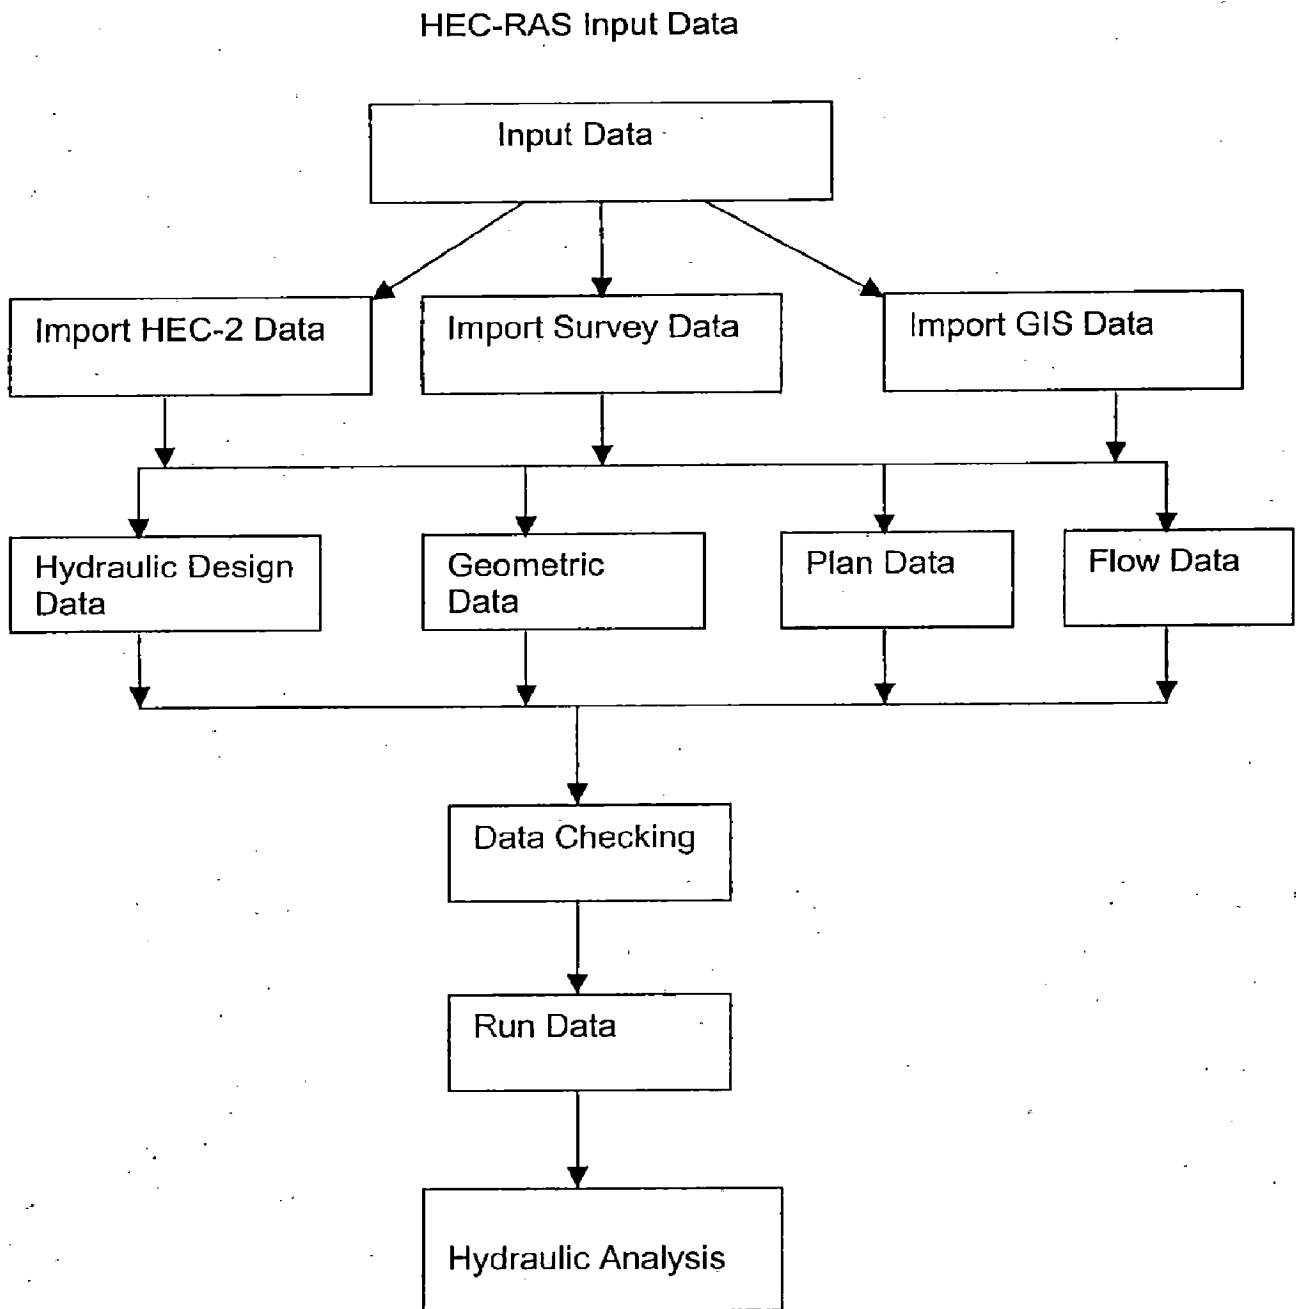 HEC-RAS Input Data
Input Data
Import HEC-2 Data
Import Survey Data
Import GIS Data
Hydraulic Design
Data
Geometric
Data
Plan Data
Flow Data
Data Checking
Run Data
Hydraulic Analysis